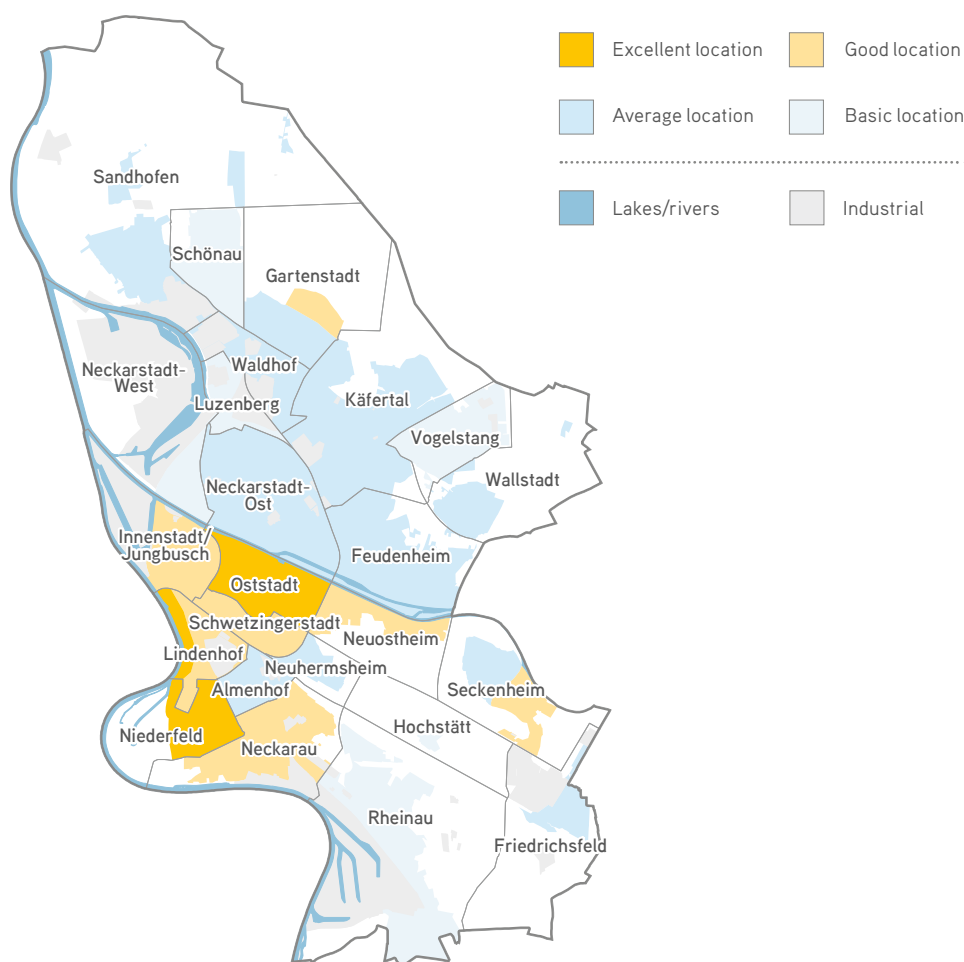 Excellent location
Good location
Average location
Basic location
Lakes/rivers
Industrial
Sandhofen
Schönau
Gartenstadt
Waldhof
Neckarstadt-
West
Luzenberg
Käfertal
Vogelstang
Wallstadt
Neckarstadt-
Ost
Innenstadt/
Jungbusch
Feudenheim
Oststadt
Schwetzingerstadt
Neuostheim
Lindenhof
Neuhermsheim
Almenhof
Seckenheim
Hochstätt
Niederfeld
Neckarau
Rheinau
Friedrichsfeld